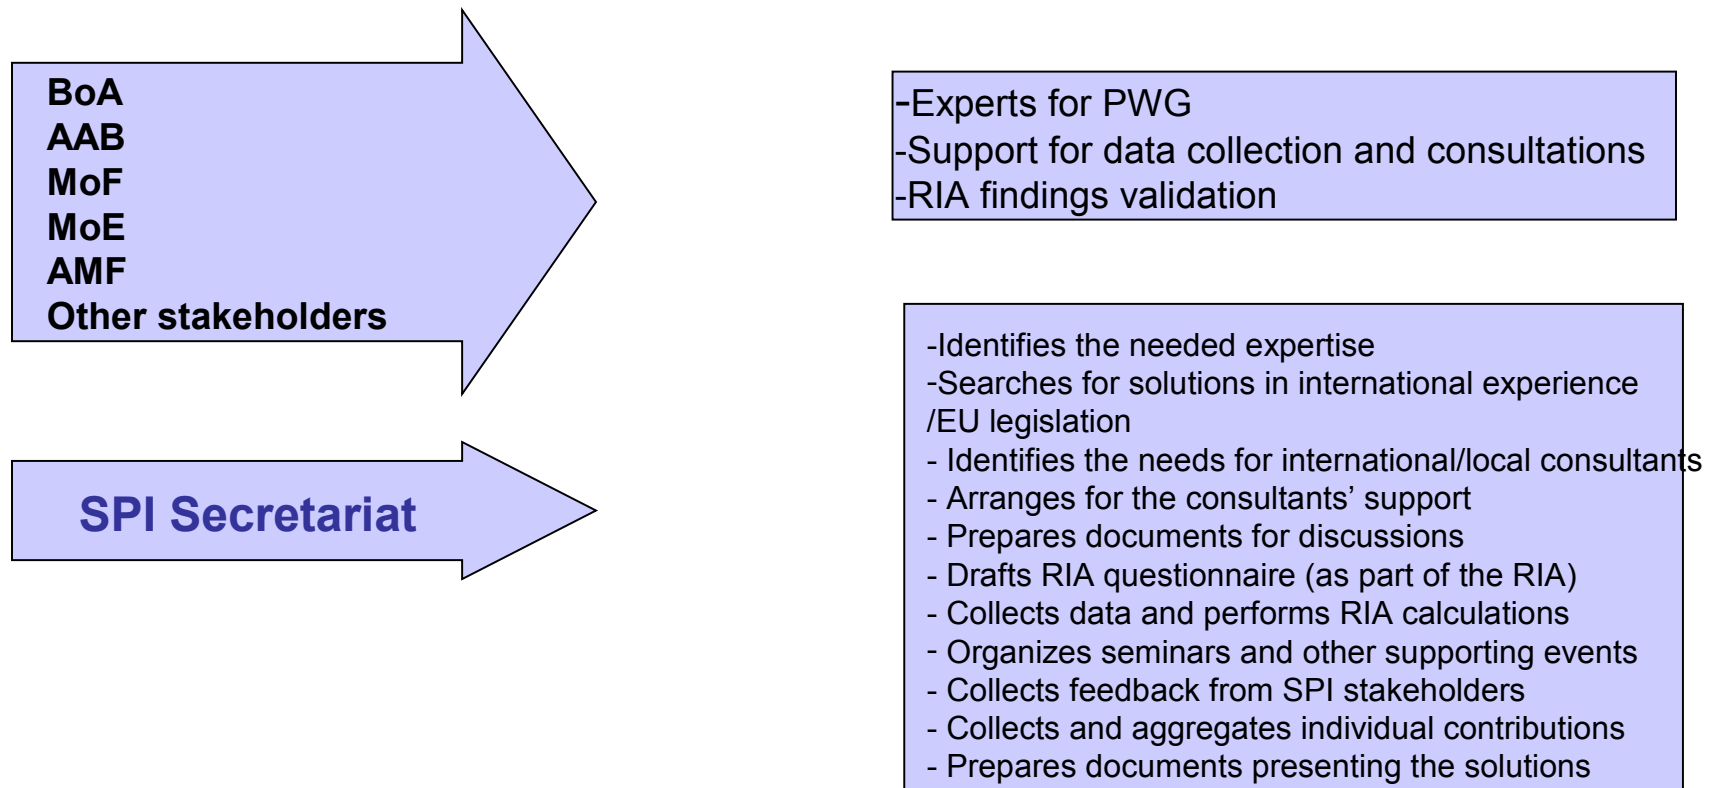 BoA
AAB
MoF
MoE
AMF
Other stakeholders
-Experts for PWG
-Support for data collection and consultations
-RIA findings validation
SPI Secretariat
-Identifies the needed expertise
-Searches for solutions in international experience
/EU legislation
- Identifies the needs for international/local consultants
- Arranges for the consultants’ support
- Prepares documents for discussions
- Drafts RIA questionnaire (as part of the RIA)
- Collects data and performs RIA calculations
- Organizes seminars and other supporting events
- Collects feedback from SPI stakeholders
- Collects and aggregates individual contributions
- Prepares documents presenting the solutions